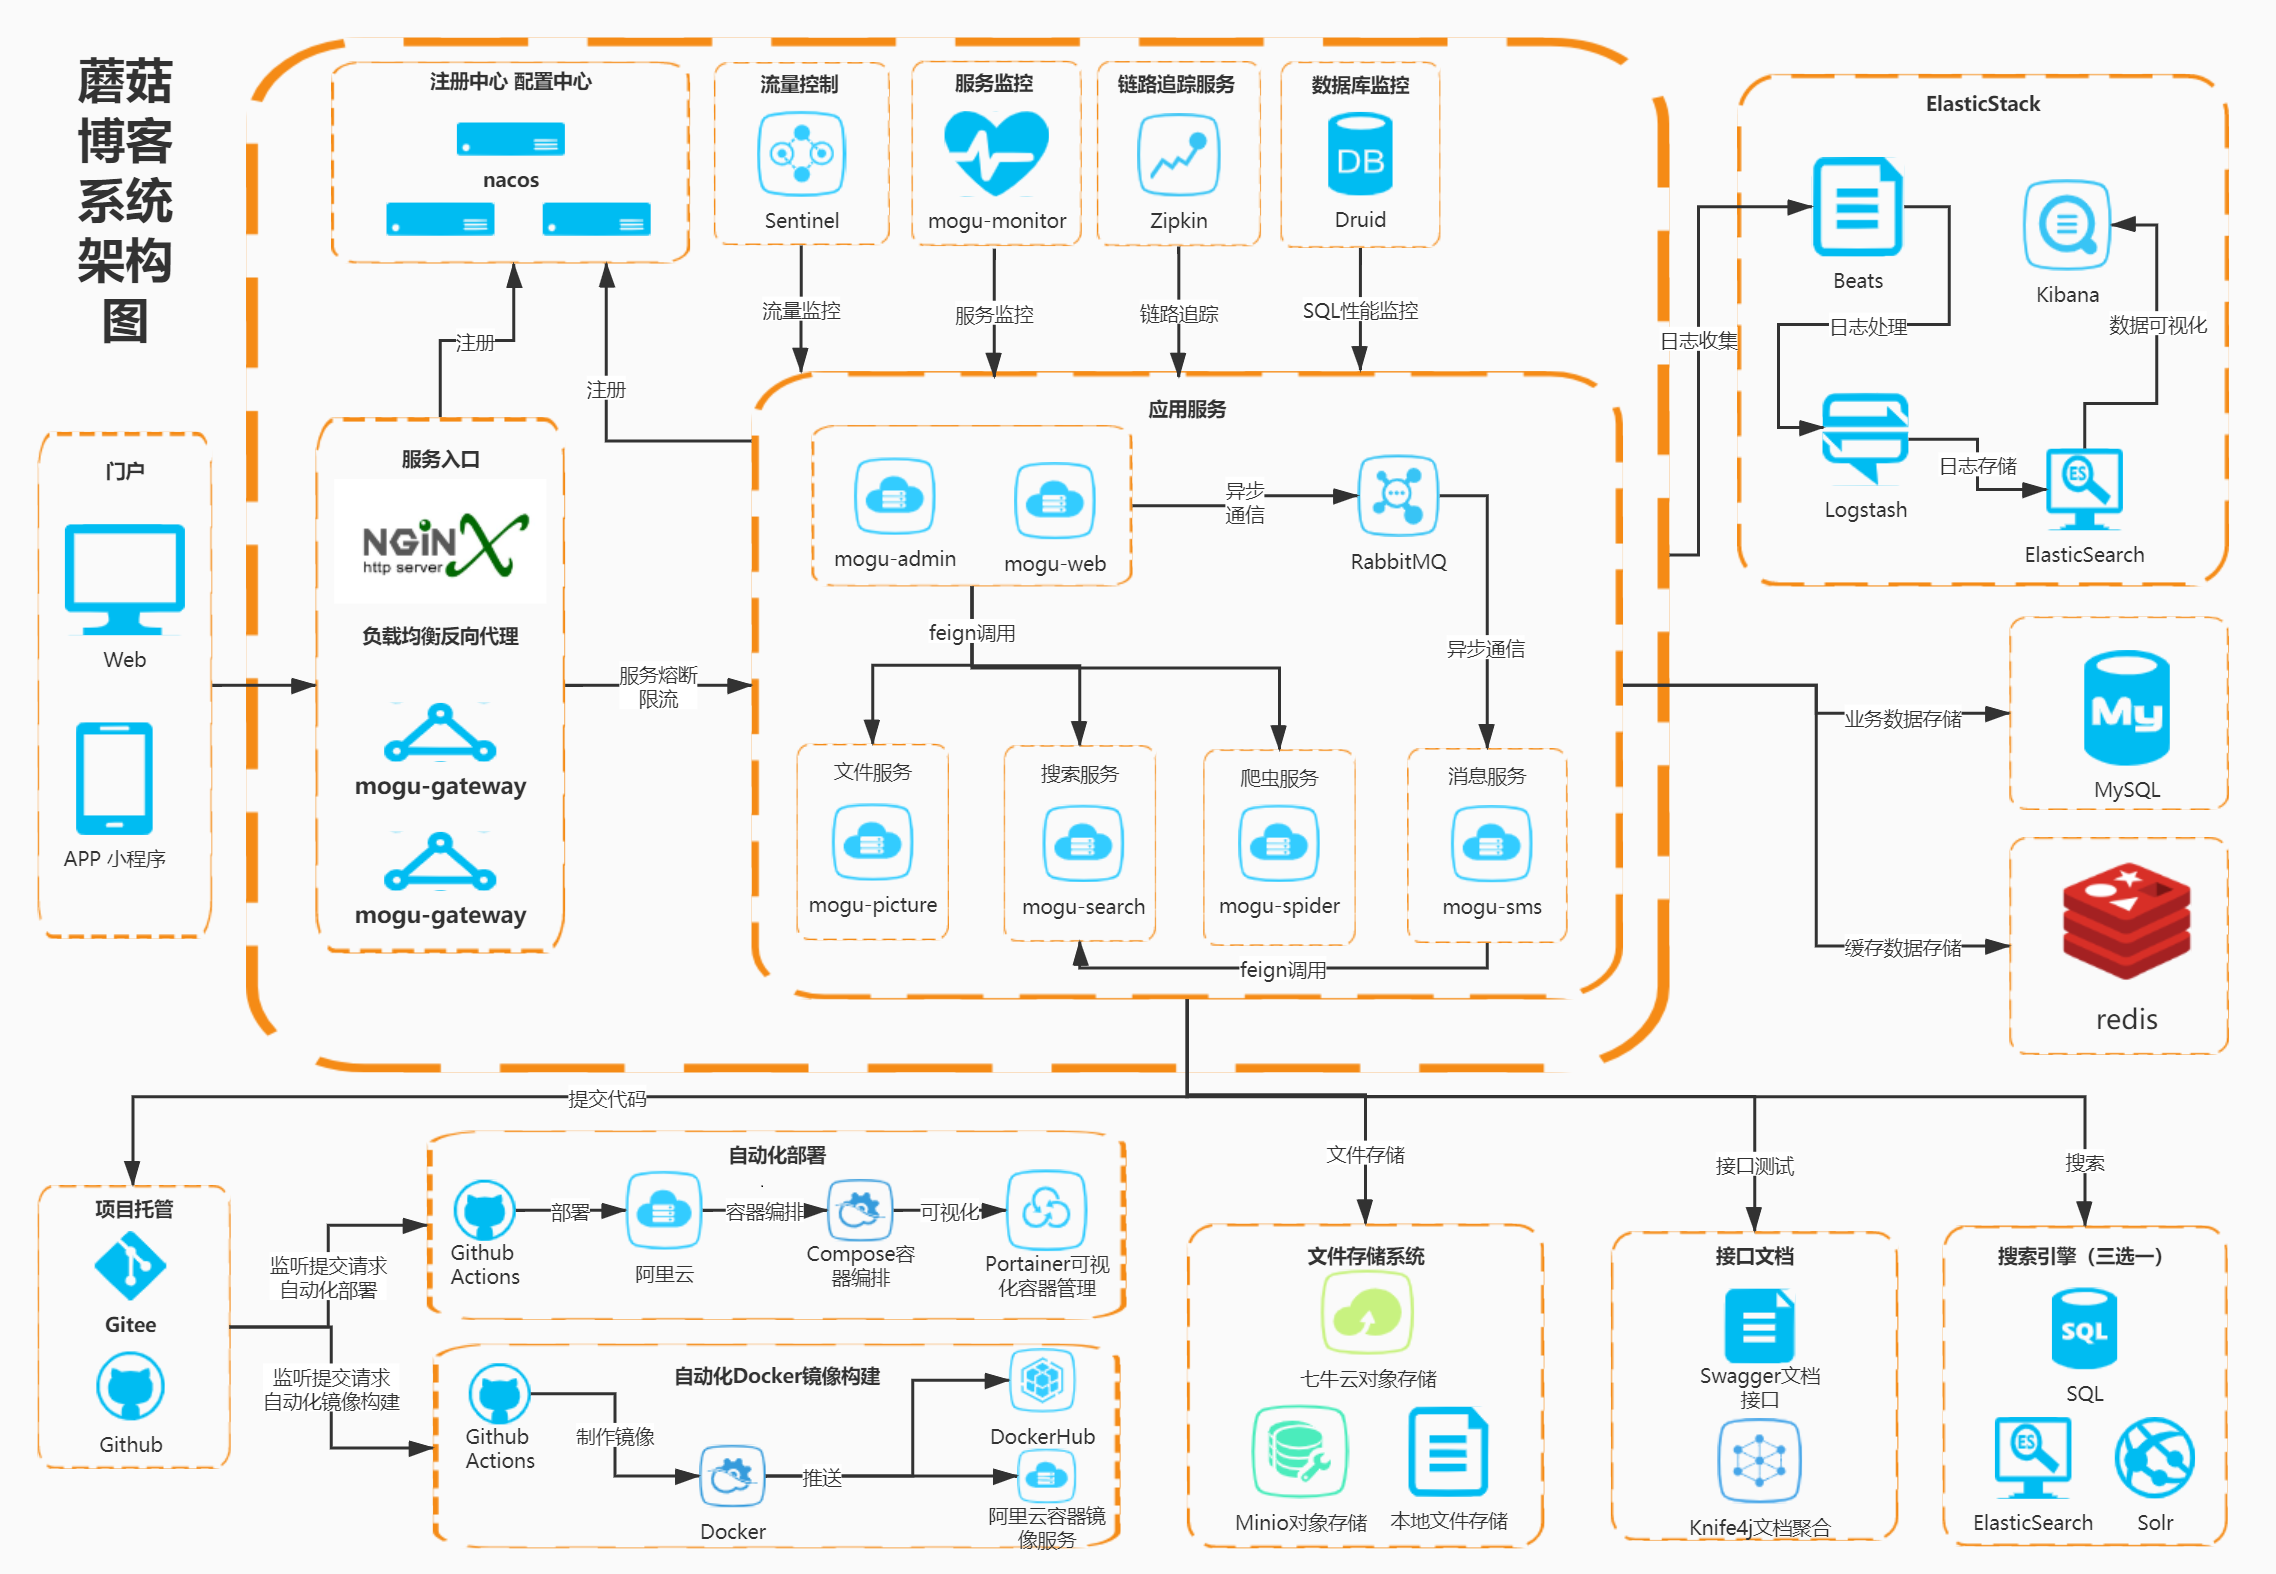 蘑菇
博客
系统
架构
图
注册中心 配置中心
nacos
流量控制
Sentinel
服务监控
mogu-monitor
链路追踪服务
Zipkin
数据库监控
DB
Druid
注册
注册
流量监控
服务监控
链路追踪
SQL性能监控
门户
Web
APP 小程序
服务入口
NGiNX
http server
负载均衡反向代理
mogu-gateway
mogu-gateway
服务熔断
限流
应用服务
mogu-admin
mogu-web
异步
通信
RabbitMQ
feign调用
异步通信
文件服务
mogu-picture
搜索服务
mogu-search
爬虫服务
mogu-spider
消息服务
mogu-sms
feign调用
日志收集
ElasticStack
Beats
Kibana
日志处理
数据可视化
Logstash
日志存储
ES
ElasticSearch
业务数据存储
My
MySQL
缓存数据存储
redis
提交代码
文件存储
接口测试
搜索
项目托管
Gitee
Github
监听提交请求
自动化部署
监听提交请求
自动化镜像构建
自动化部署
.
Github
Actions
部署
阿里云
容器编排
Compose容
器编排
可视化
Portainer可视
化容器管理
自动化Docker镜像构建
Github
Actions
制作镜像
Docker
推送
DockerHub
阿里云容器镜
像服务
文件存储系统
七牛云对象存储
Minio对象存储
本地文件存储
接口文档
Swagger文档
接口
Knife4j文档聚合
搜索引擎（三选一）
SQL
SQL
ES
ElasticSearch
Solr